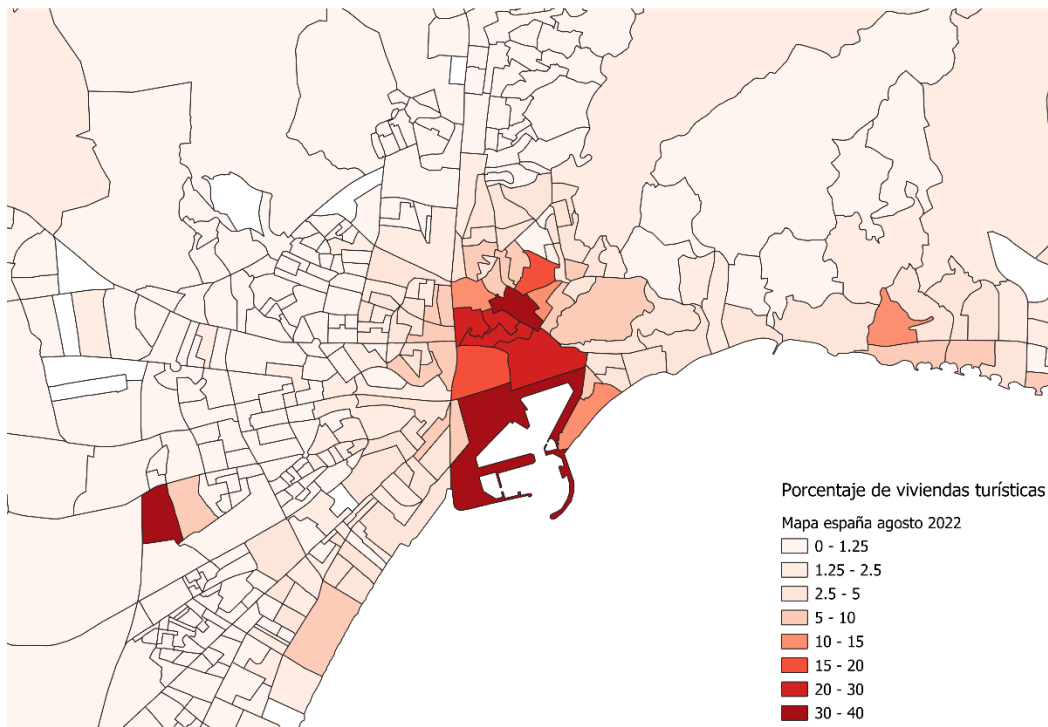 Porcentaje de viviendas turísticas
Mapa españa agosto 2022
0 - 1.25
1.25 - 2.5
2.5 - 5
5 - 10
10 - 15
15 - 20
20 - 30
30 - 40